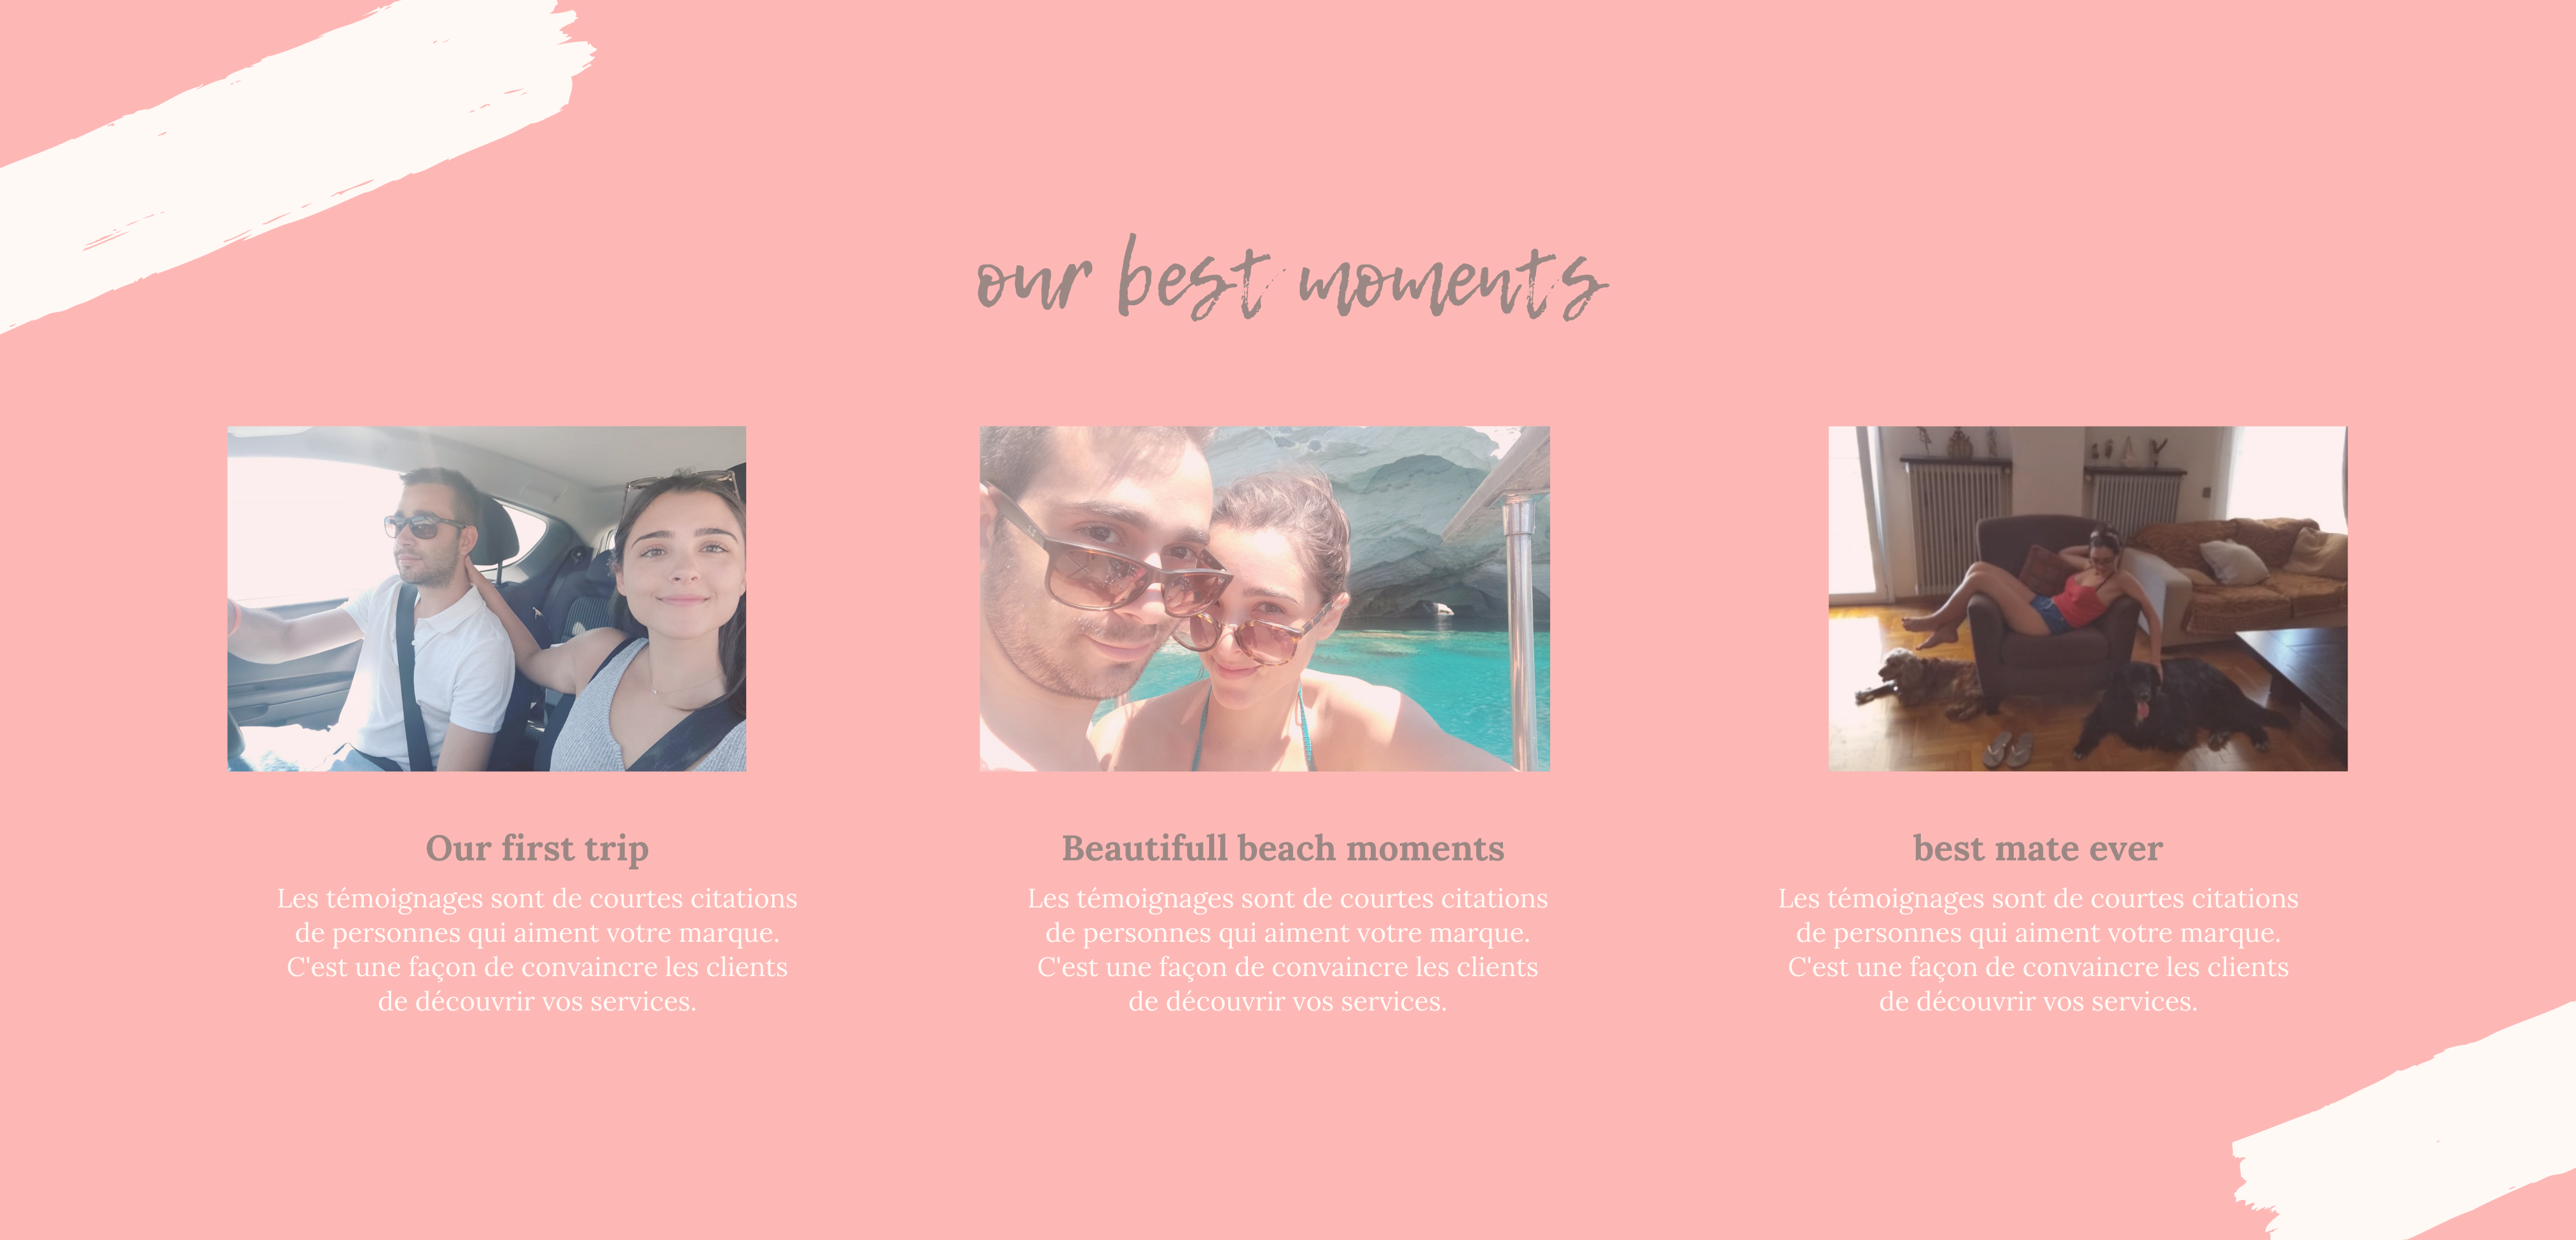 our best moments
Our first trip
Les témoignages sont de courtes citations
de personnes qui aiment votre marque.
C'est une façon de convaincre les clients
de découvrir vos services.
Beautifull beach moments
Les témoignages sont de courtes citations
de personnes qui aiment votre marque.
C'est une façon de convaincre les clients
de découvrir vos services.
best mate ever
Les témoignages sont de courtes citations
de personnes qui aiment votre marque.
C'est une façon de convaincre les clients
de découvrir vos services.